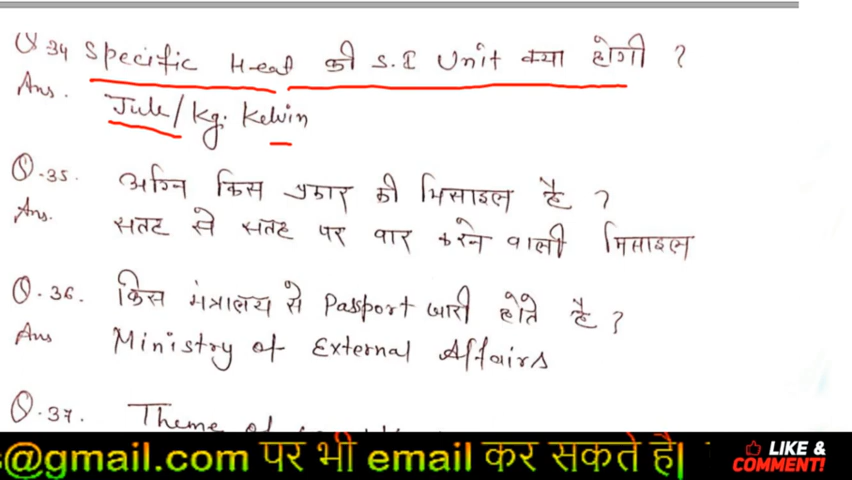 Q 34 Specific Heat की S.I Unit क्या होगी ?
Ans. Jule/Kg. Kelvin
Q.35. अग्नि किस प्रकार की मिसाइल है ?
Ans. सतह से सतह पर वार करने वाली मिसाइल
Q.36. किस मंत्रालय से Passport जारी होते है ?
Ans Ministry of External Affairs
Q.37. Theme of
s@gmail.com पर भी email कर सकते है|
LIKE &
COMMENT!